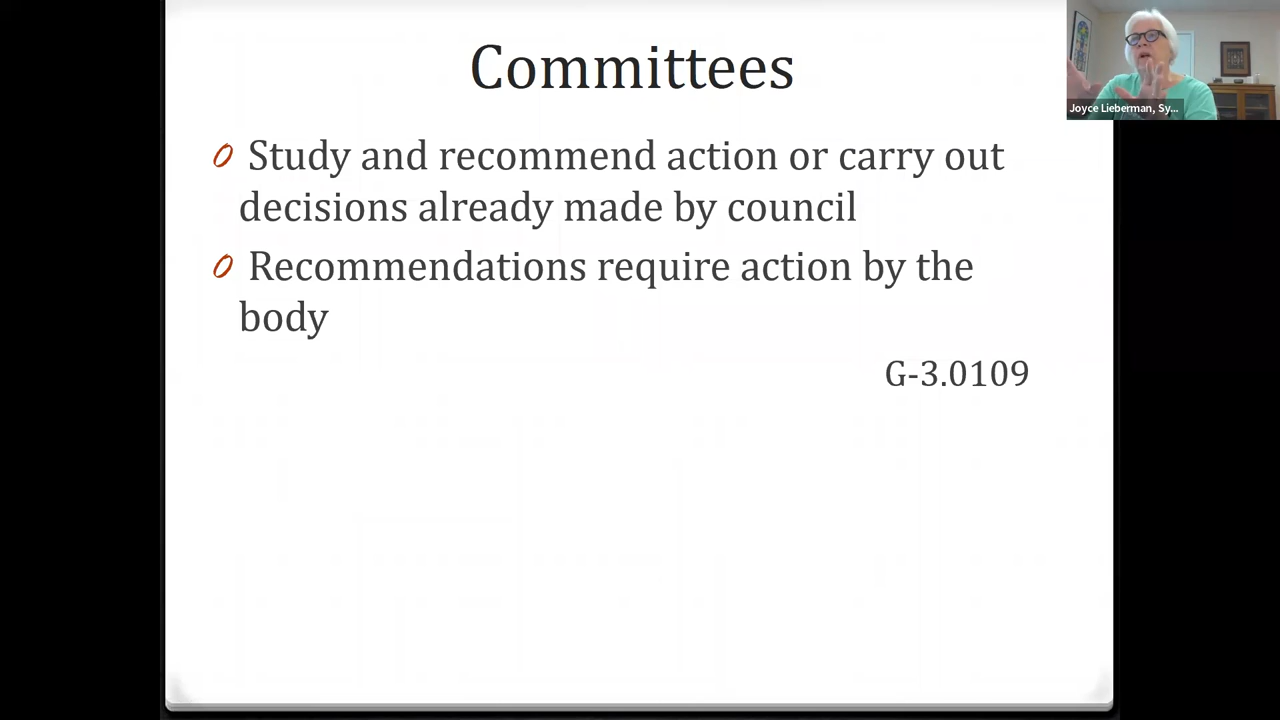 Committees
Study and recommend action or carry out
decisions already made by council
Recommendations require action by the
body
G-3.0109
Joyce Lieberman, Sy...